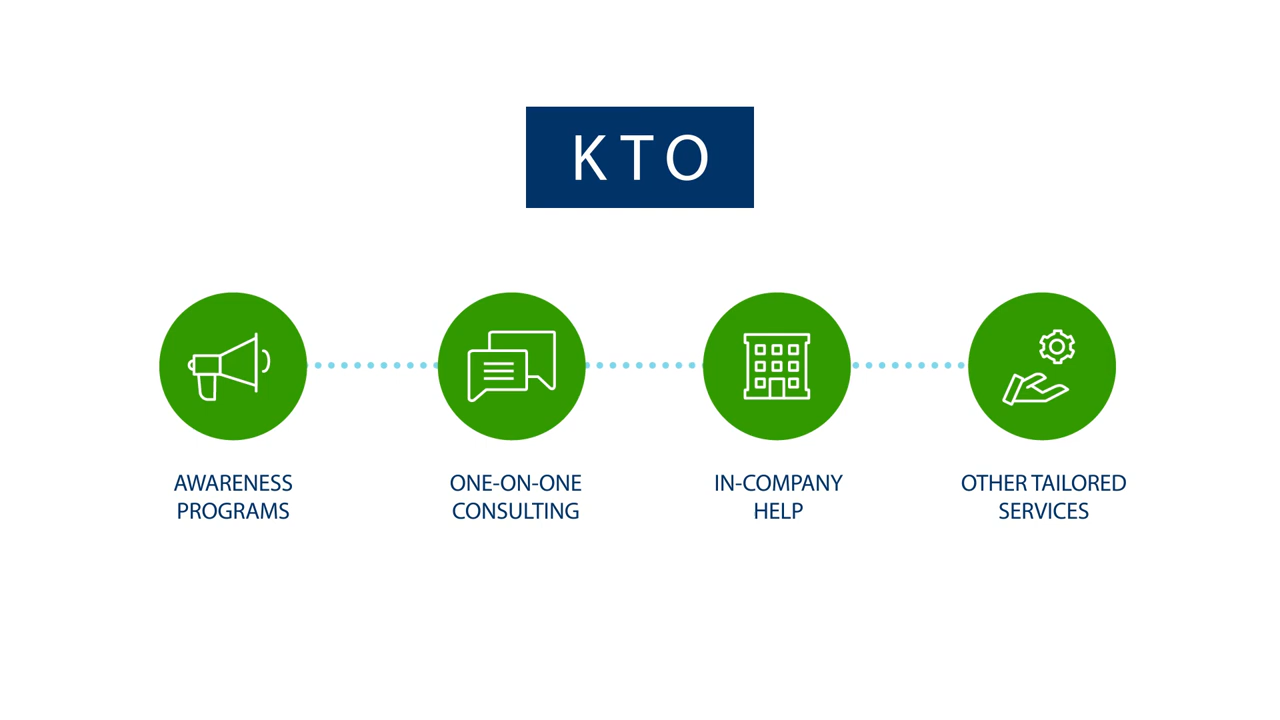 KTO
AWARENESS
PROGRAMS
ONE-ON-ONE
CONSULTING
IN-COMPANY
HELP
OTHER TAILORED
SERVICES